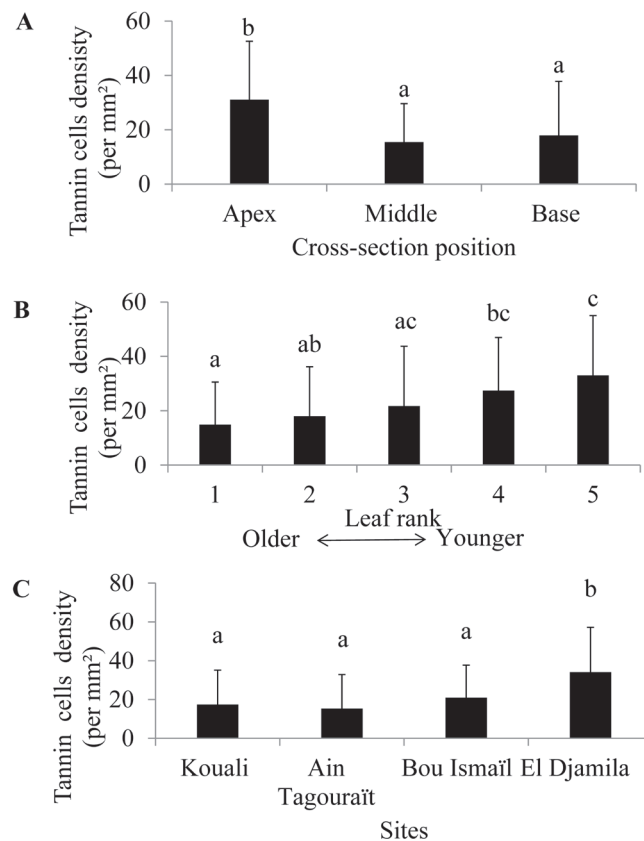 A
Tannin cells densisty
(per mm²)
60
40
20
0
b
a
a
Apex Middle Base
Cross-section position
B
Tannin cells density
(per mm²)
60
40
20
0
a
ab
ac
bc
c
1 2 3 4 5
Leaf rank
Older Younger
C
Tannin cells density
(per mm²)
80
60
40
20
0
a
a
a
b
Kouali Ain Bou Ismaïl El Djamila
Tagouraït
Sites